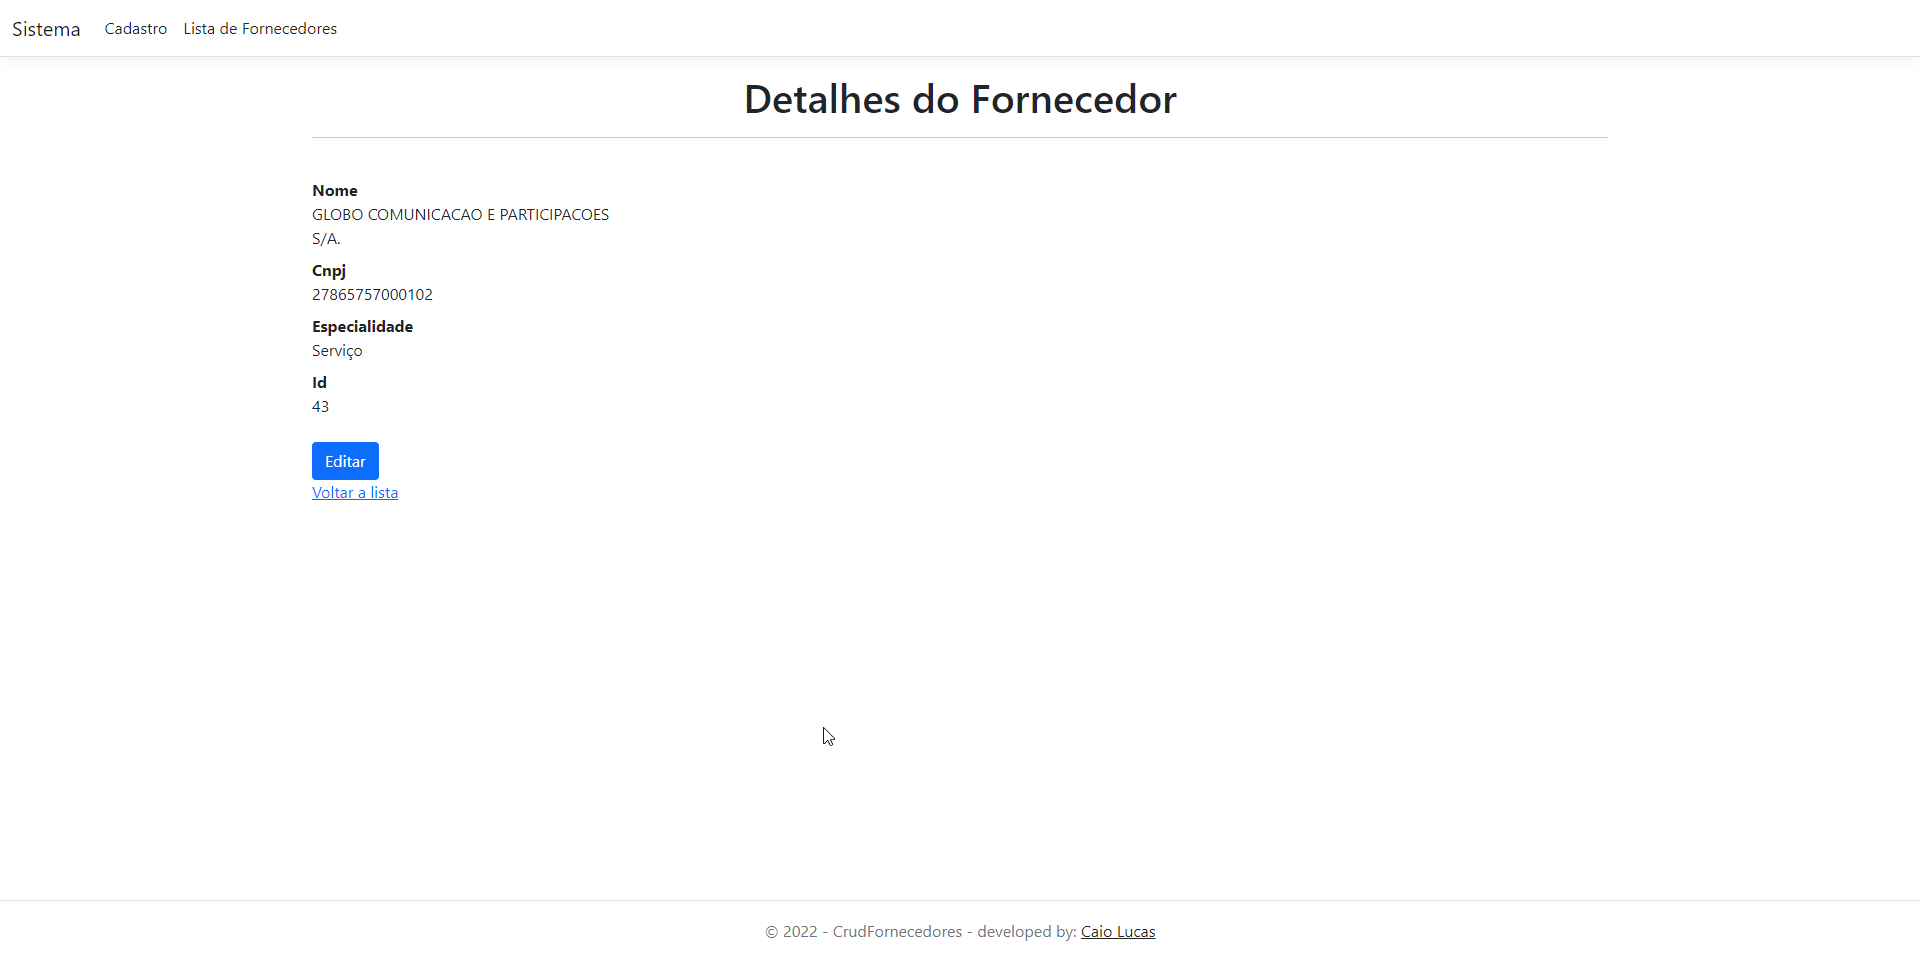 Sistema Cadastro Lista de Fornecedores
Detalhes do Fornecedor
Nome
GLOBO COMUNICACAO E PARTICIPACOES
S/A.
Cnpj
27865757000102
Especialidade
Serviço
Id
43
Editar
Voltar a lista
© 2022 - CrudFornecedores - developed by: Caio Lucas